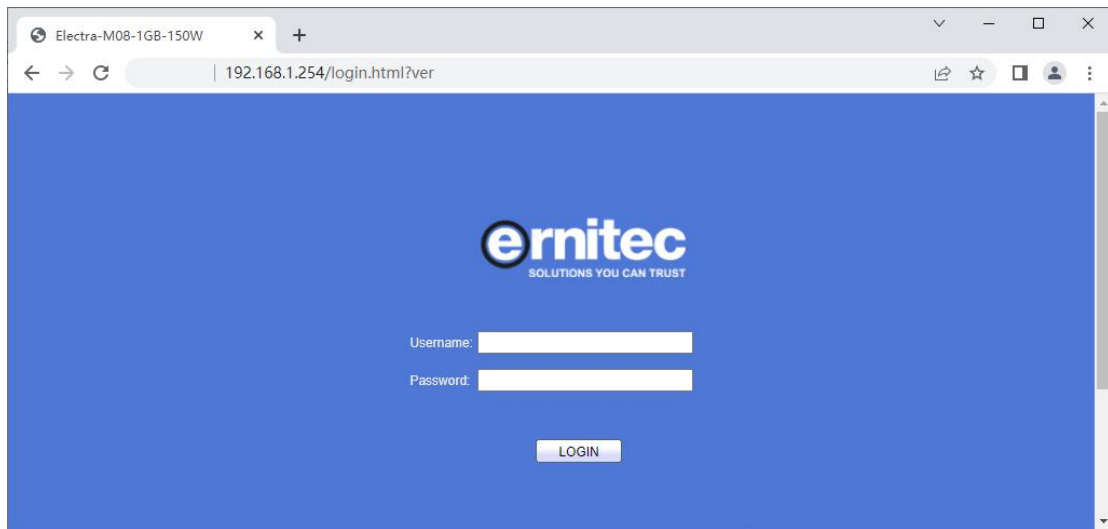 Electra-M08-1GB-150W
192.168.1.254/login.html?ver
ernitec
SOLUTIONS YOU CAN TRUST
Username:
Password:
LOGIN